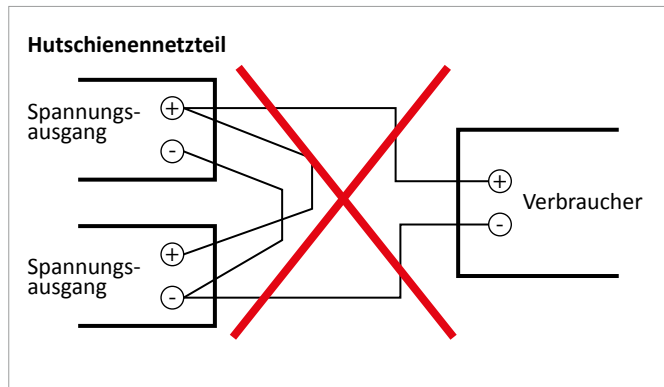 Hutschienennetzteil
Spannungs-
ausgang
+
-
Spannungs-
ausgang
+
-
+
-
Verbraucher